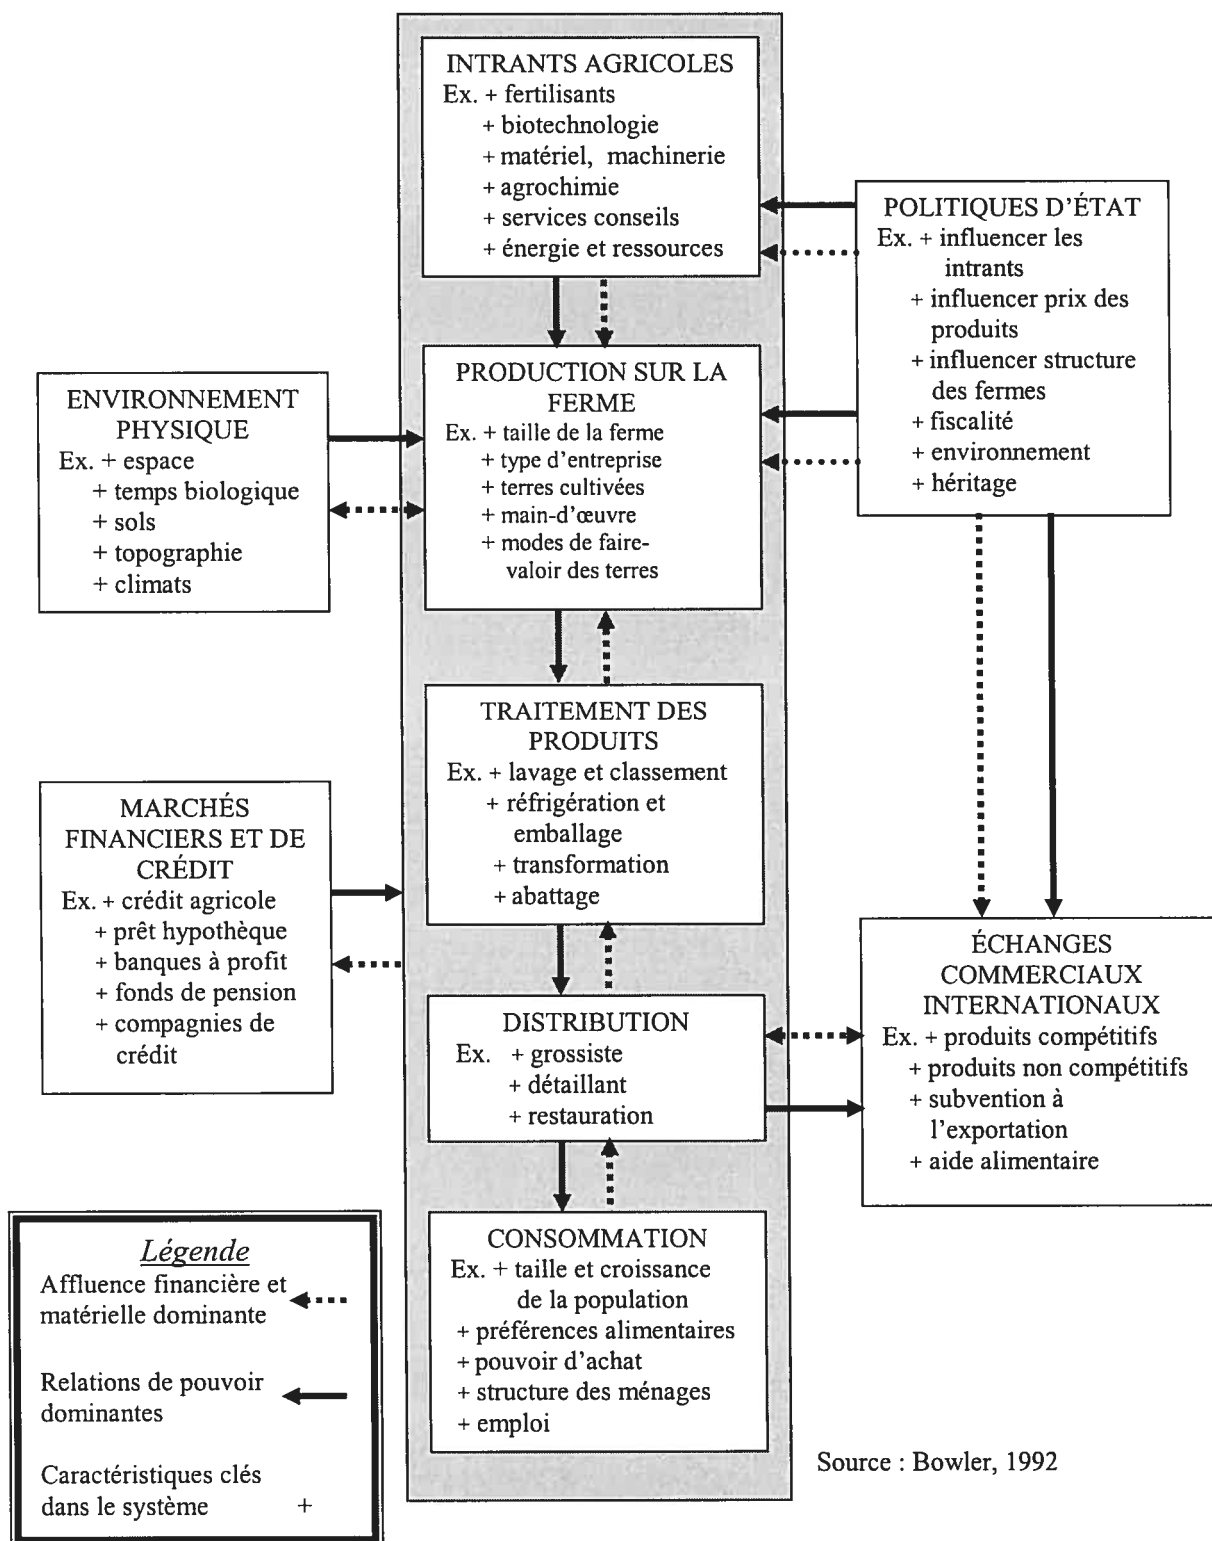 INTRANTS AGRICOLES
Ex. + fertilisants
+ biotechnologie
+ matériel, machinerie
+ agrochimie
+ services conseils
+ énergie et ressources
POLITIQUES D'ÉTAT
Ex. + influencer les
intrants
+ influencer prix des
produits
+ influencer structure
des fermes
+ fiscalité
+ environnement
+ héritage
ENVIRONNEMENT
PHYSIQUE
Ex. + espace
+ temps biologique
+ sols
+ topographie
+ climats
PRODUCTION SUR LA
FERME
Ex. + taille de la ferme
+ type d'entreprise
+ terres cultivées
+ main-d'œuvre
+ modes de faire-
valoir des terres
TRAITEMENT DES
PRODUITS
Ex. + lavage et classement
+ réfrigération et
emballage
+ transformation
+ abattage
MARCHÉS
FINANCIERS ET DE
CRÉDIT
Ex. + crédit agricole
+ prêt hypothèque
+ banques à profit
+ fonds de pension
+ compagnies de
crédit
DISTRIBUTION
Ex. + grossiste
+ détaillant
+ restauration
ÉCHANGES
COMMERCIAUX
INTERNATIONAUX
Ex. + produits compétitifs
+ produits non compétitifs
+ subvention à
l'exportation
+ aide alimentaire
CONSOMMATION
Ex. + taille et croissance
de la population
+ préférences alimentaires
+ pouvoir d'achat
+ structure des ménages
+ emploi
Légende
Affluence financière et
matérielle dominante
Relations de pouvoir
dominantes
Caractéristiques clés
dans le système +
Source : Bowler, 1992